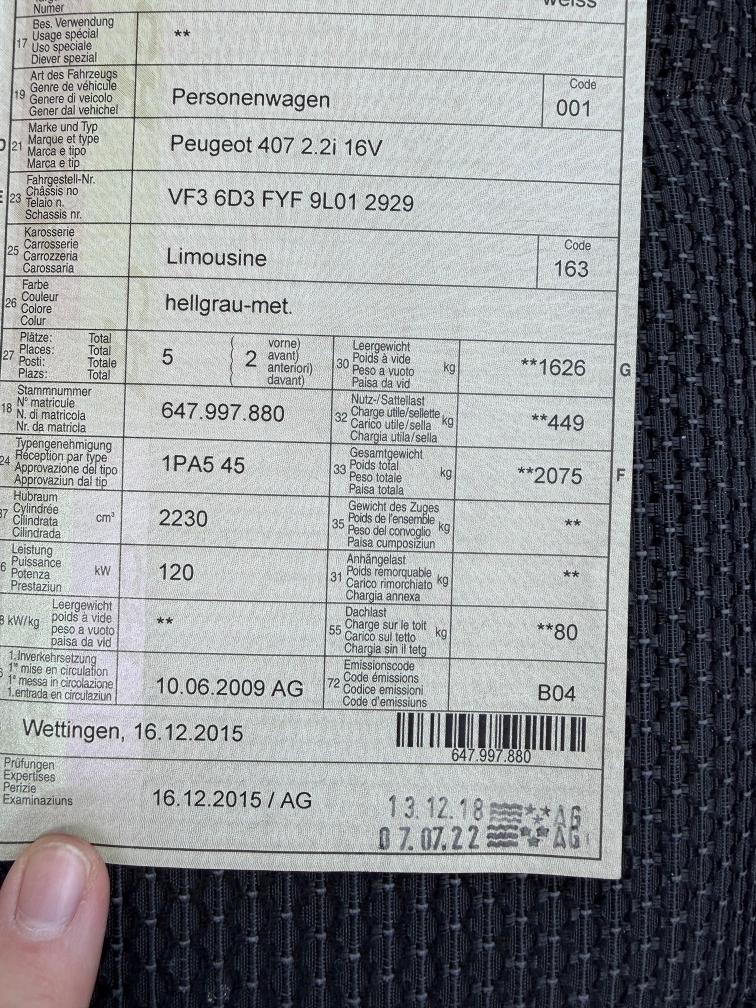 Numer
weiss
17 Bes. Verwendung
Usage spécial
Uso speciale
Diever spezial
**
19 Art des Fahrzeugs
Genre de véhicule
Genere di veicolo
Gener dal vehichel
Personenwagen
Code
001
21 Marke und Typ
Marque et type
Marca e tipo
Marca e tip
Peugeot 407 2.2i 16V
23 Fahrgestell-Nr.
Châssis no
Telaio n.
Schassis nr.
VF3 6D3 FYF 9L01 2929
25 Karosserie
Carrosserie
Carrozzeria
Carossaria
Limousine
Code
163
26 Farbe
Couleur
Colore
Colur
hellgrau-met.
27 Plätze: Total
Places: Total
Posti: Totale
Plazs: Total
5
( 2 vorne)
avant)
anteriori)
davant)
30 Leergewicht
Poids à vide
Peso a vuoto
Paisa da vid
kg
**1626
G
18 Stammnummer
N° matricule
N. di matricola
Nr. da matricla
647.997.880
32 Nutz-/Sattellast
Charge utile/sellette
Carico utile/sella
Chargia utila/sella
kg
**449
24 Typengenehmigung
Réception par type
Approvazione del tipo
Approvaziun dal tip
1PA5 45
33 Gesamtgewicht
Poids total
Peso totale
Paisa totala
kg
**2075
F
37 Hubraum
Cylindrée
Cilindrata
Cilindrada
cm³
2230
35 Gewicht des Zuges
Poids de l'ensemble
Peso del convoglio
Paisa cumposiziun
kg
**
6 Leistung
Puissance
Potenza
Prestaziun
kW
120
31 Anhängelast
Poids remorquable
Carico rimorchiato
Chargia annexa
kg
**
kW/kg
Leergewicht
poids à vide
peso a vuoto
paisa da vid
**
55 Dachlast
Charge sur le toit
Carico sul tetto
Chargia sin il tetg
kg
**80
1.Inverkehrsetzung
1re mise en circulation
1a messa in circolazione
1.entrada en circulaziun
10.06.2009 AG
72 Emissionscode
Code émissions
Codice emissioni
Code d'emissiuns
B04
Wettingen, 16.12.2015
647.997.880
Prüfungen
Expertises
Perizie
Examinaziuns
16.12.2015 / AG
13.12.18 AG
07.07.22 AG